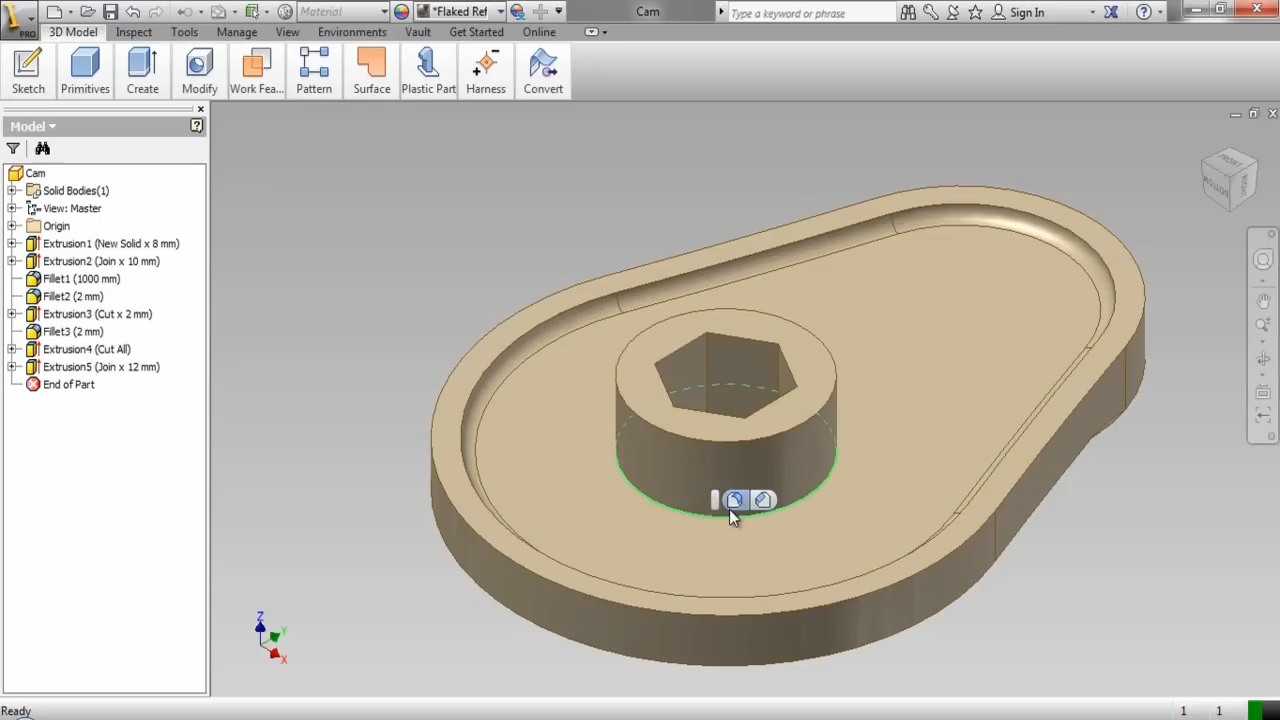 PRO
Material
*Flaked Ref
Cam
Type a keyword or phrase
Sign In
3D Model
Inspect
Tools
Manage
View
Environments
Vault
Get Started
Online
Sketch
Primitives
Create
Modify
Work Fea...
Pattern
Surface
Plastic Part
Harness
Convert
Model
Cam
Solid Bodies(1)
View: Master
Origin
Extrusion1 (New Solid x 8 mm)
Extrusion2 (Join x 10 mm)
Fillet1 (1000 mm)
Fillet2 (2 mm)
Extrusion3 (Cut x 2 mm)
Fillet3 (2 mm)
Extrusion4 (Cut All)
Extrusion5 (Join x 12 mm)
End of Part
FRONT
BOTTOM
RIGHT
Z
Y
X
Ready
1
1